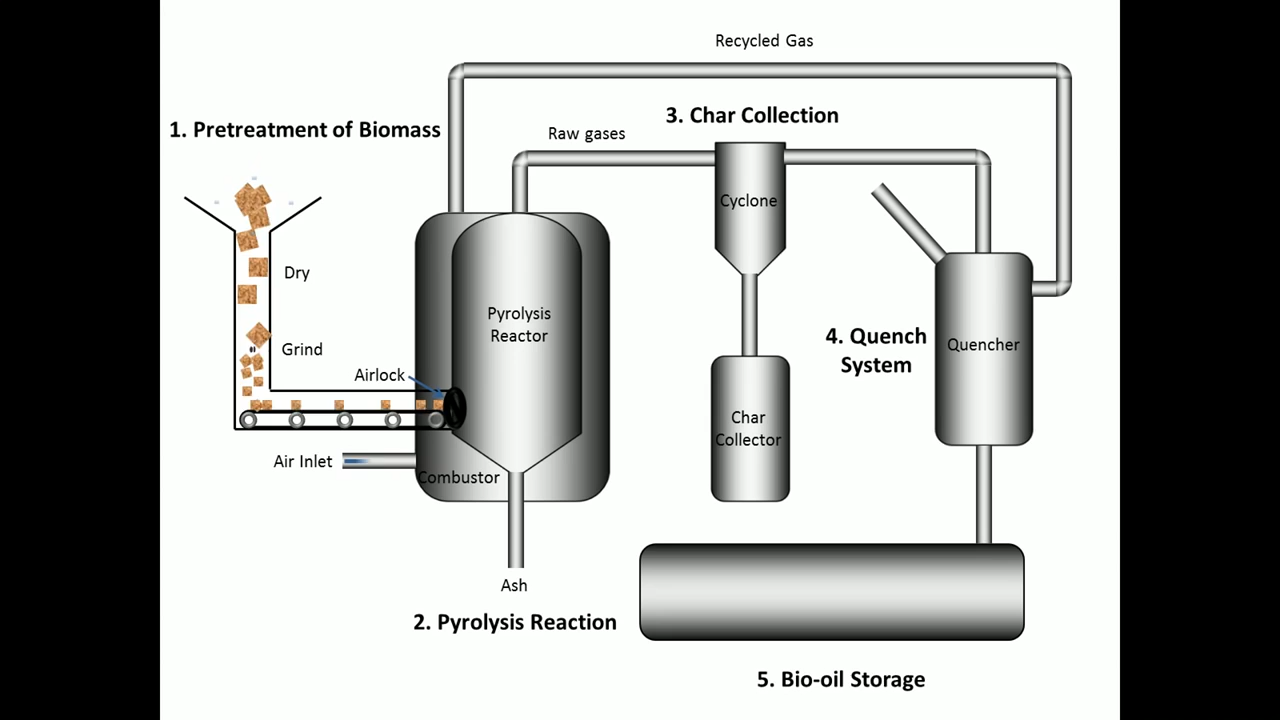 Recycled Gas
3. Char Collection
1. Pretreatment of Biomass
Raw gases
Cyclone
Dry
Pyrolysis
Reactor
Grind
4. Quench
System
Quencher
Airlock
Char
Collector
Air Inlet
Combustor
Ash
2. Pyrolysis Reaction
5. Bio-oil Storage